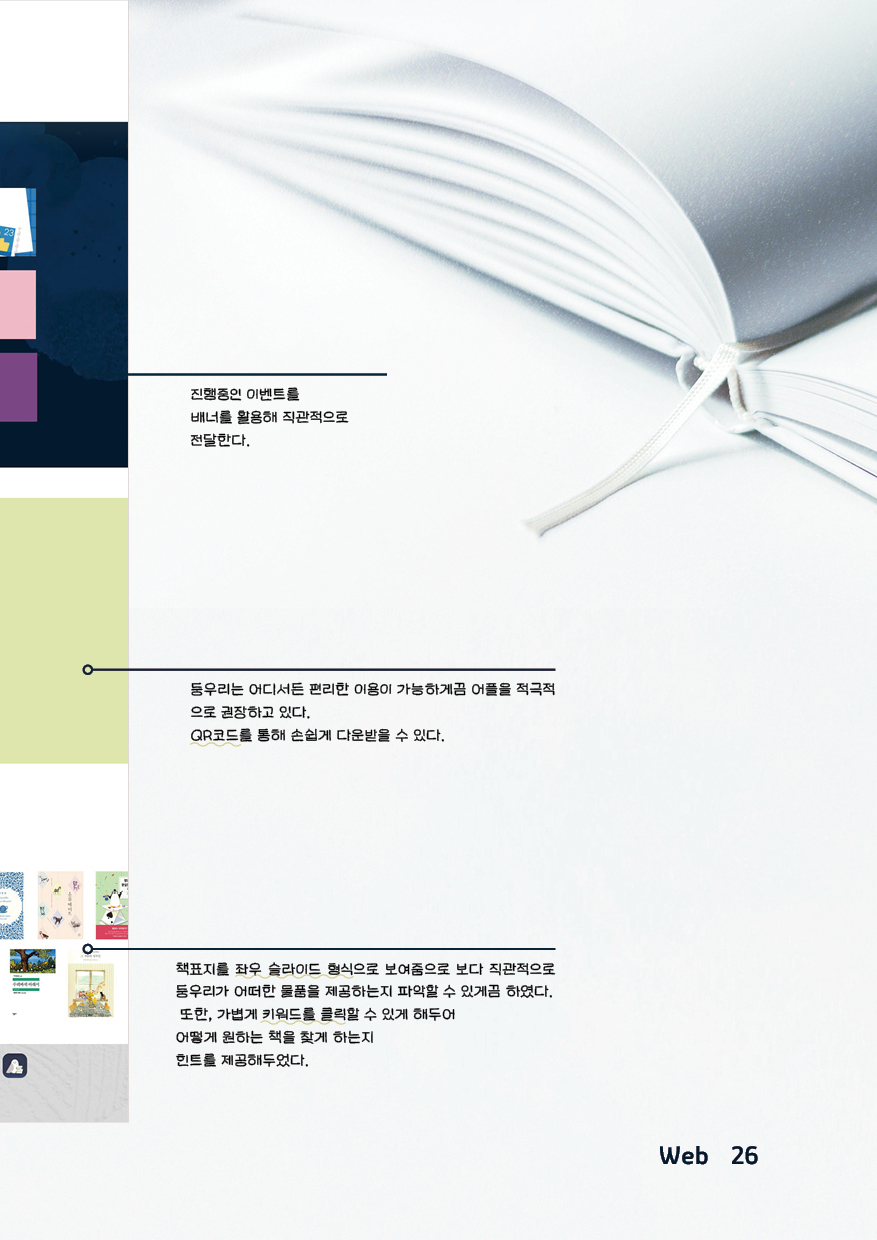 23
진행중인 이벤트를
배너를 활용해 직관적으로
전달한다.
둥우리는 어디서든 편리한 이용이 가능하게끔 어플을 적극적
으로 권장하고 있다.
QR코드를 통해 손쉽게 다운받을 수 있다.
책표지를 좌우 슬라이드 형식으로 보여줌으로 보다 직관적으로
둥우리가 어떠한 물품을 제공하는지 파악할 수 있게끔 하였다.
또한, 가볍게 키워드를 클릭할 수 있게 해두어
어떻게 원하는 책을 찾게 하는지
힌트를 제공해두었다.
Web 26